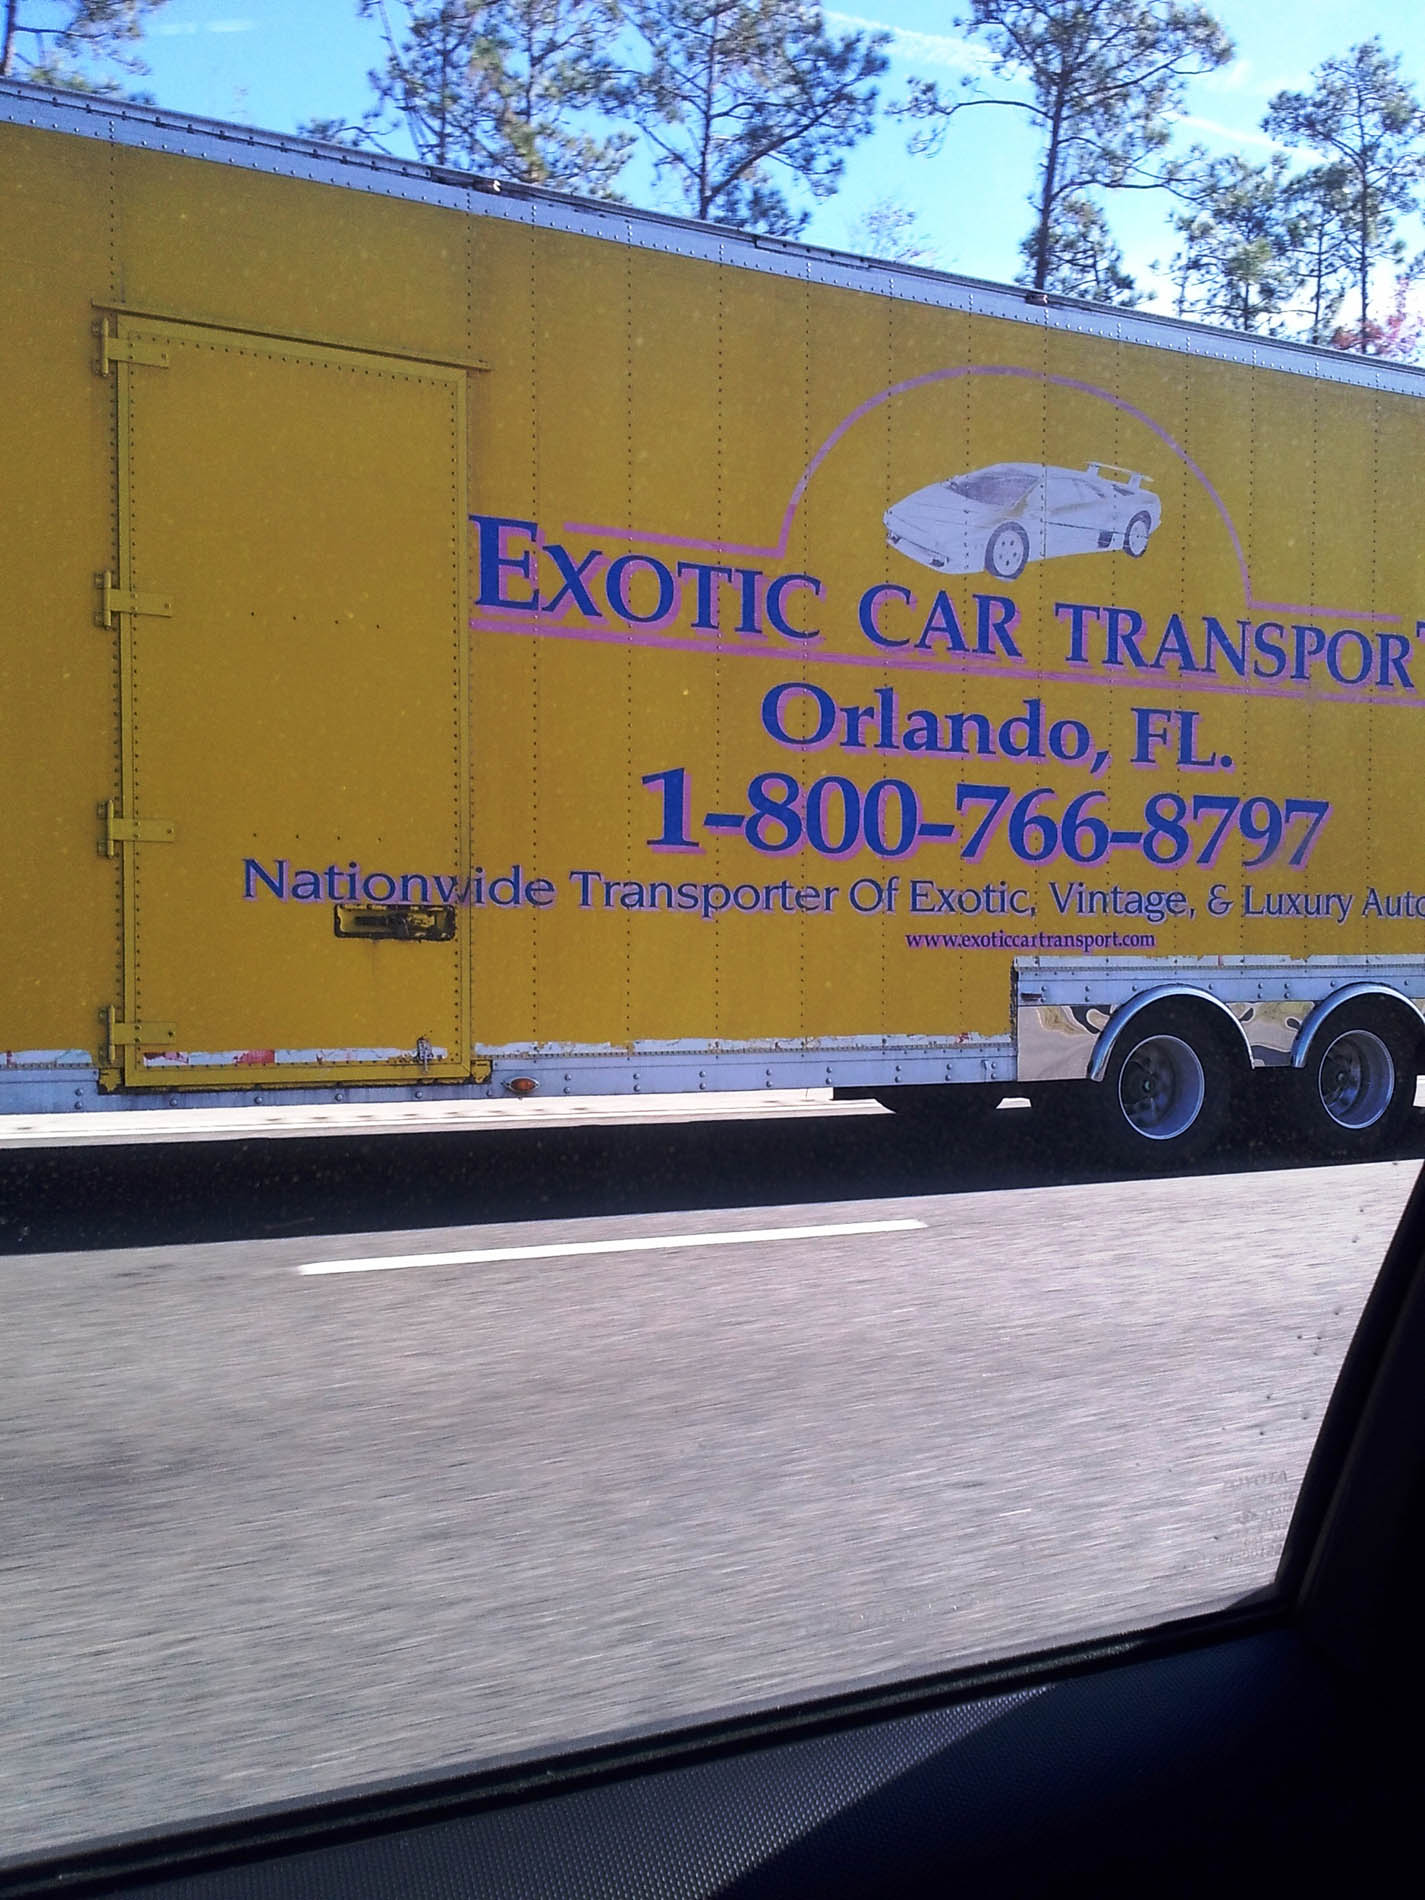 EXOTIC CAR TRANSPORT
Orlando, FL.
1-800-766-8797
Nationwide Transporter Of Exotic, Vintage, & Luxury Auto
www.exoticcartransport.com
TOYOTA